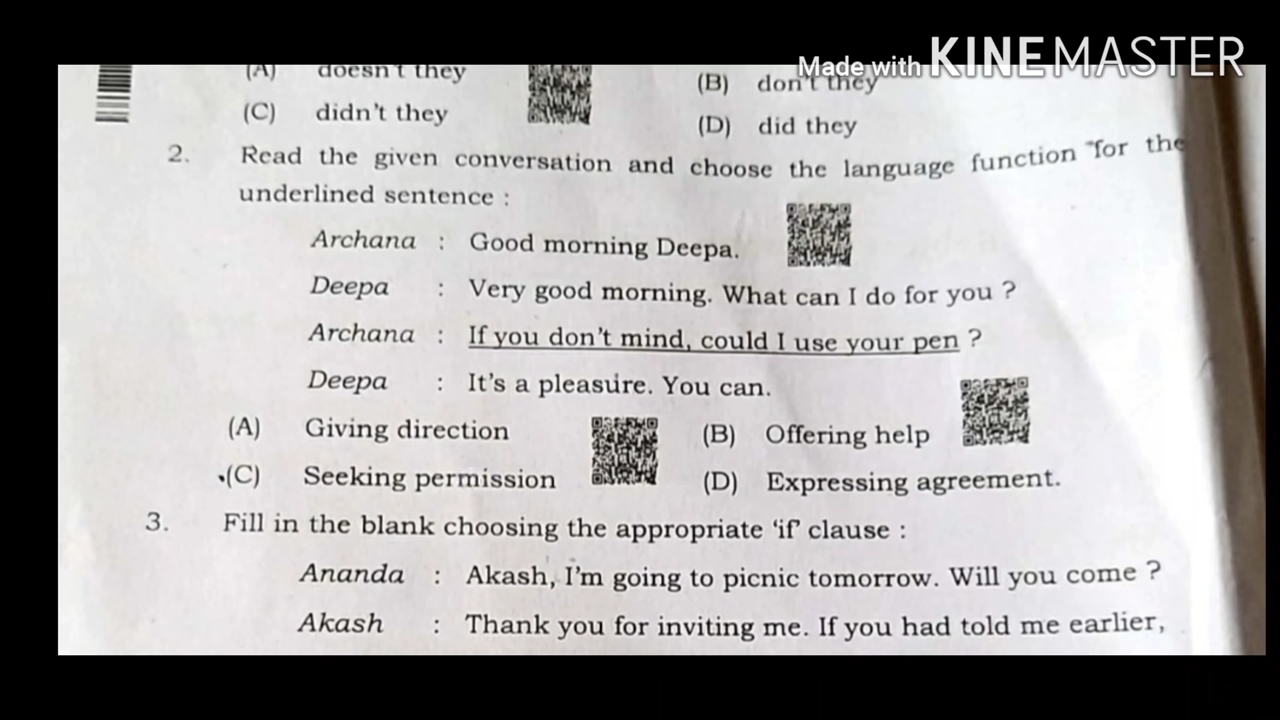 Made with KINEMASTER
(A) doesn't they (B) don't they
(C) didn't they (D) did they
2. Read the given conversation and choose the language function for the
underlined sentence :
Archana : Good morning Deepa.
Deepa : Very good morning. What can I do for you ?
Archana : If you don't mind, could I use your pen ?
Deepa : It's a pleasure. You can.
(A) Giving direction (B) Offering help
(C) Seeking permission (D) Expressing agreement.
3. Fill in the blank choosing the appropriate 'if' clause :
Ananda : Akash, I'm going to picnic tomorrow. Will you come ?
Akash : Thank you for inviting me. If you had told me earlier,